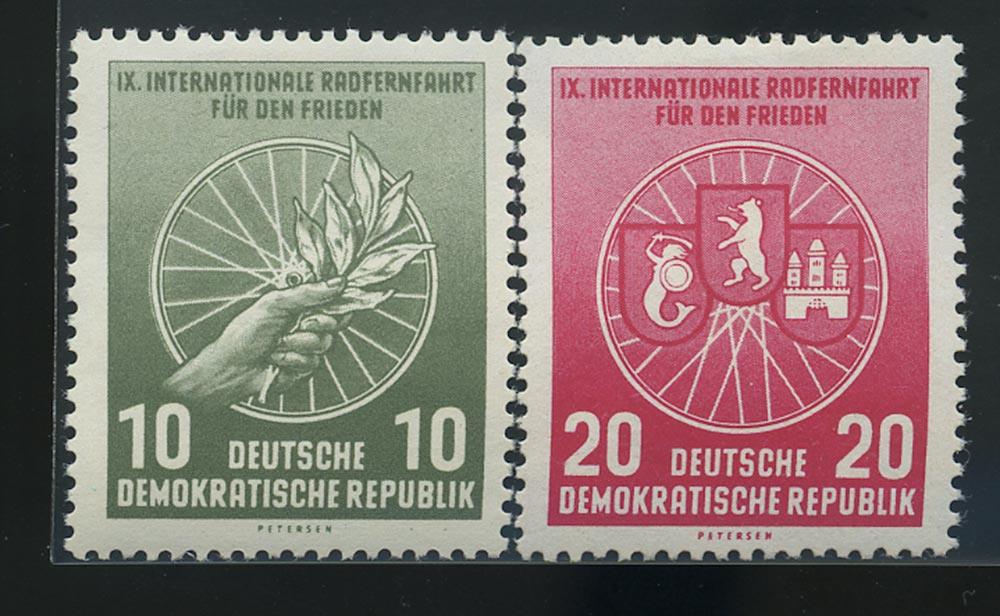 IX. INTERNATIONALE RADFERNFAHRT
FÜR DEN FRIEDEN
10 10
DEUTSCHE
DEMOKRATISCHE REPUBLIK
PETERSEN
IX. INTERNATIONALE RADFERNFAHRT
FÜR DEN FRIEDEN
20 20
DEUTSCHE
DEMOKRATISCHE REPUBLIK
PETERSEN